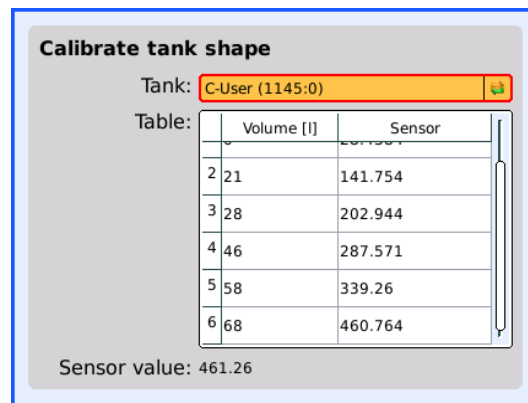 Calibrate tank shape
Tank: C-User (1145:0)
Table: Volume [l] Sensor
2 21 141.754
3 28 202.944
4 46 287.571
5 58 339.26
6 68 460.764
Sensor value: 461.26